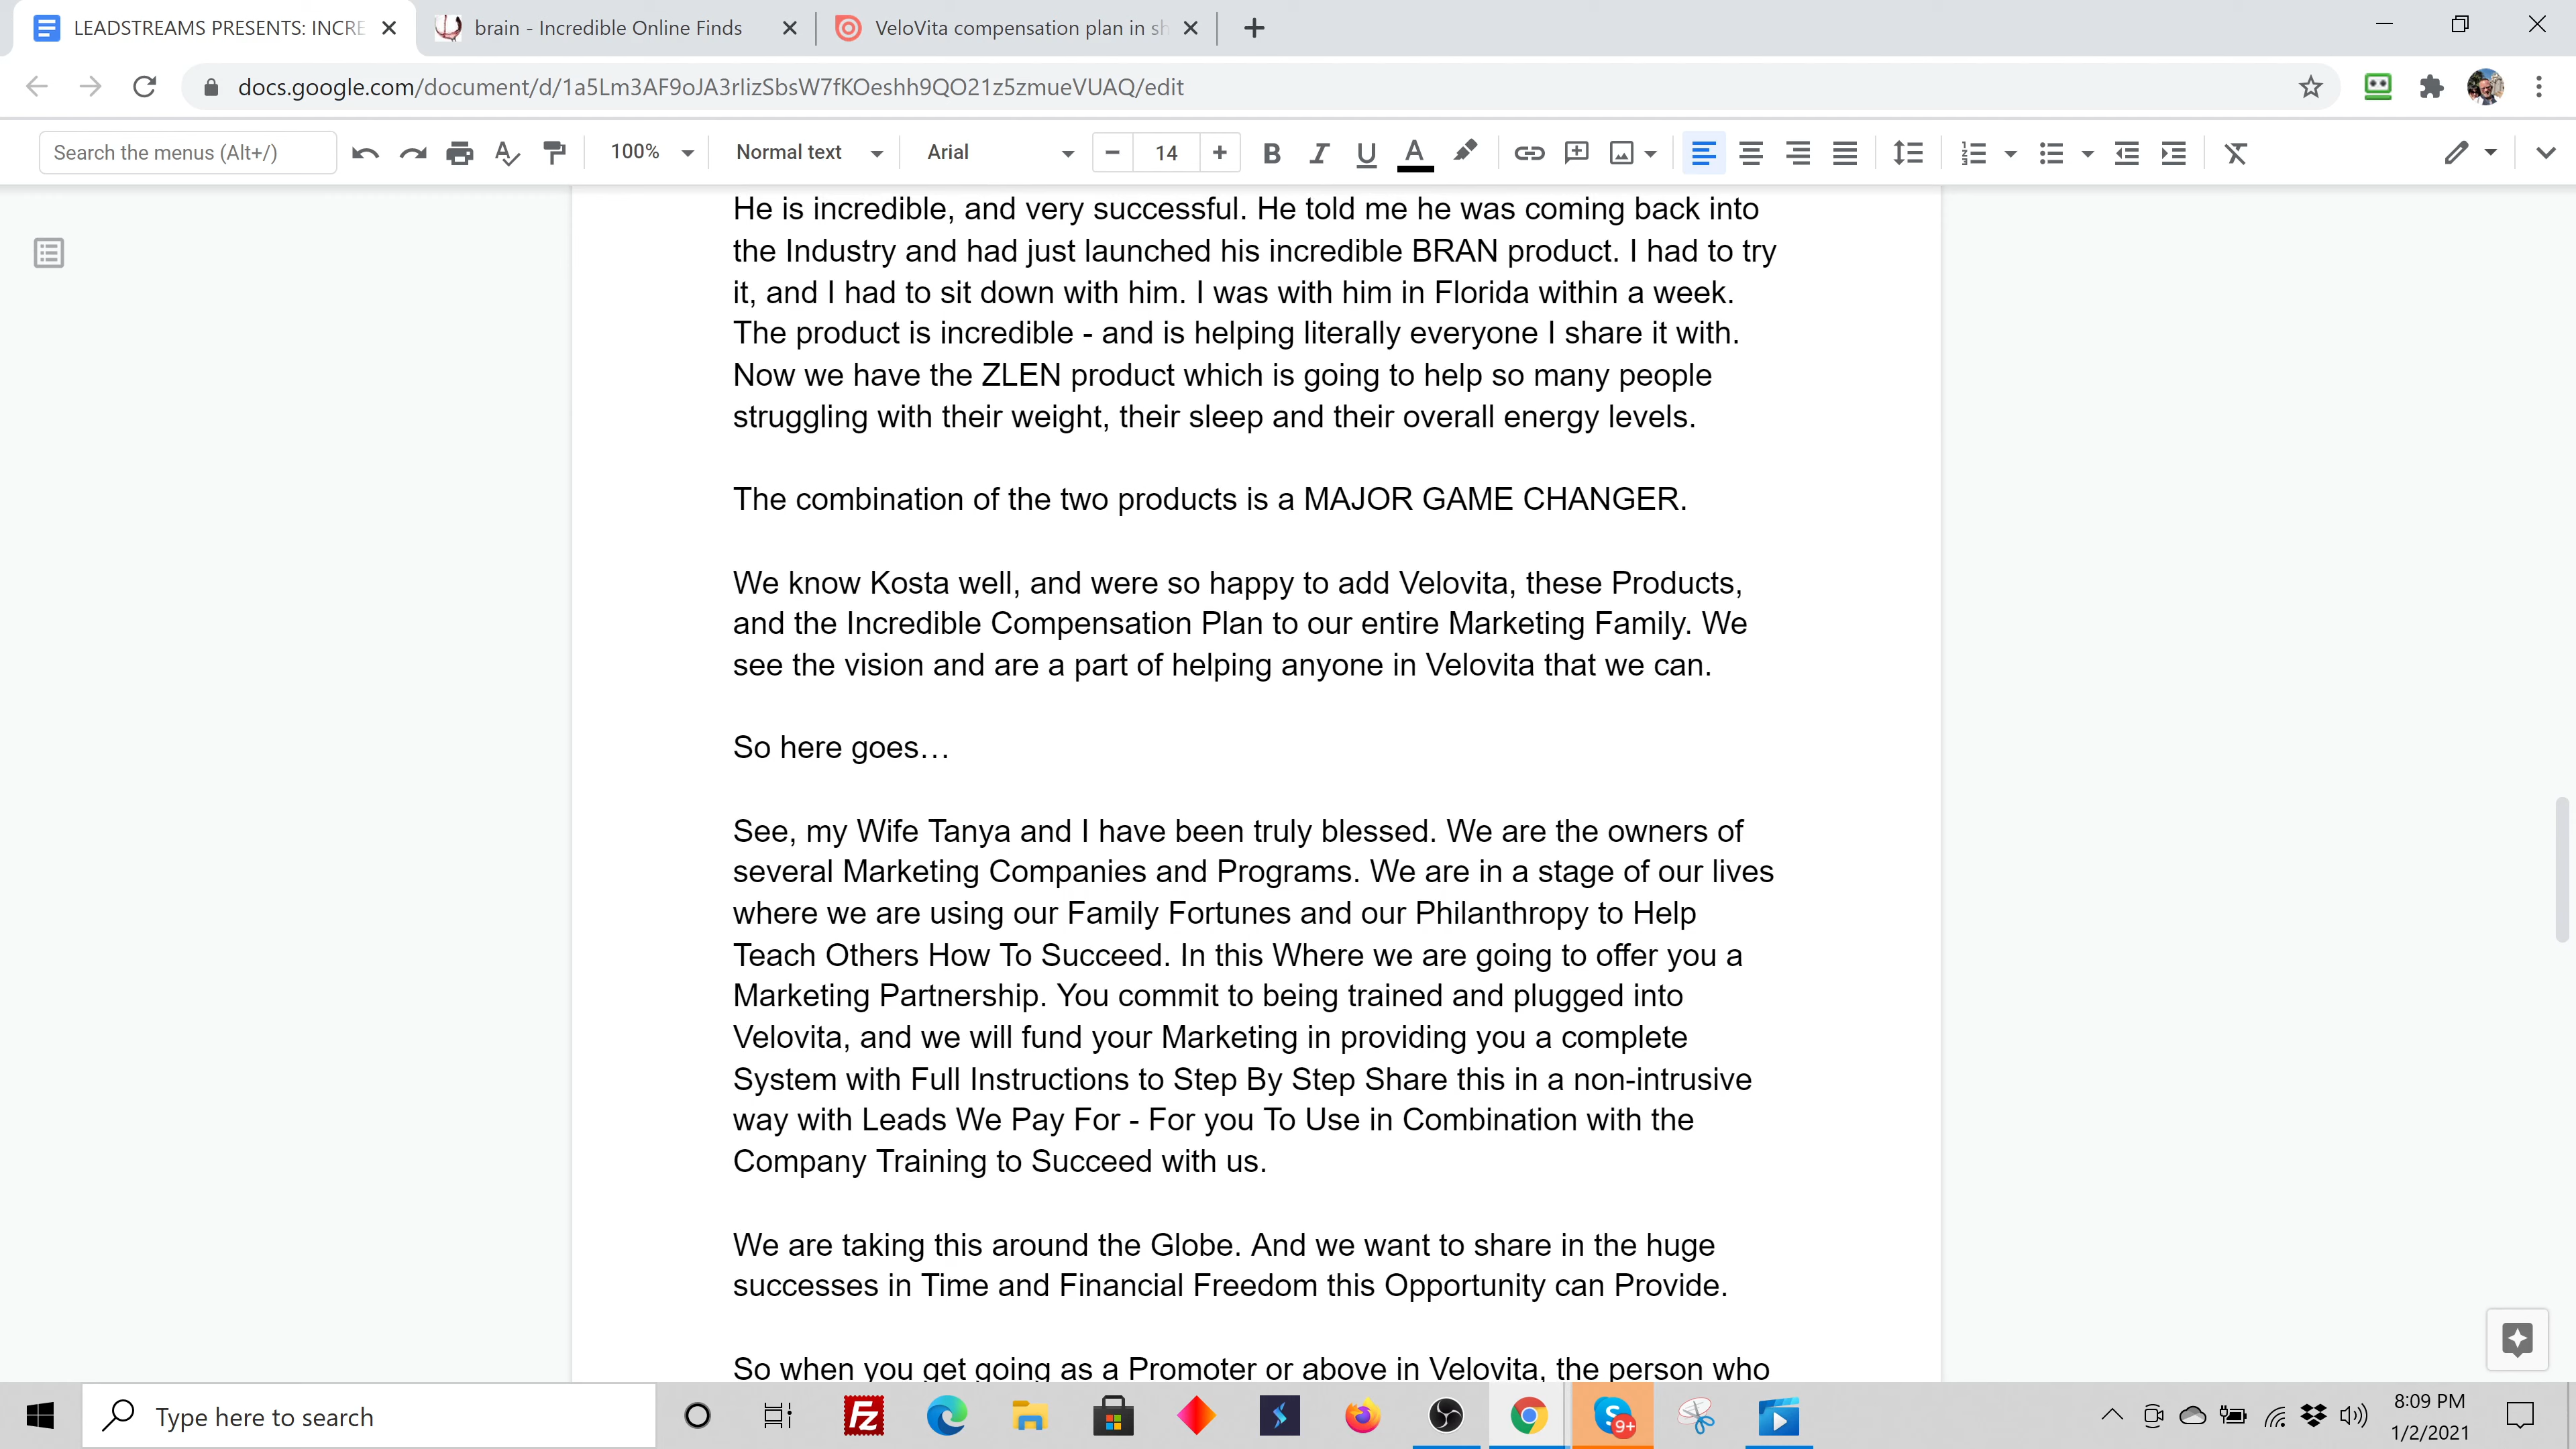 LEADSTREAMS PRESENTS: INCRE
brain - Incredible Online Finds
VeloVita compensation plan in sh
docs.google.com/document/d/1a5Lm3AF9oJA3rIizSbsW7fKOeshh9QO21z5zmueVUAQ/edit
Search the menus (Alt+/)
100%
Normal text
Arial
14
He is incredible, and very successful. He told me he was coming back into
the Industry and had just launched his incredible BRAN product. I had to try
it, and I had to sit down with him. I was with him in Florida within a week.
The product is incredible - and is helping literally everyone I share it with.
Now we have the ZLEN product which is going to help so many people
struggling with their weight, their sleep and their overall energy levels.
The combination of the two products is a MAJOR GAME CHANGER.
We know Kosta well, and were so happy to add Velovita, these Products,
and the Incredible Compensation Plan to our entire Marketing Family. We
see the vision and are a part of helping anyone in Velovita that we can.
So here goes…
See, my Wife Tanya and I have been truly blessed. We are the owners of
several Marketing Companies and Programs. We are in a stage of our lives
where we are using our Family Fortunes and our Philanthropy to Help
Teach Others How To Succeed. In this Where we are going to offer you a
Marketing Partnership. You commit to being trained and plugged into
Velovita, and we will fund your Marketing in providing you a complete
System with Full Instructions to Step By Step Share this in a non-intrusive
way with Leads We Pay For - For you To Use in Combination with the
Company Training to Succeed with us.
We are taking this around the Globe. And we want to share in the huge
successes in Time and Financial Freedom this Opportunity can Provide.
So when you get going as a Promoter or above in Velovita, the person who
Type here to search
9+
8:09 PM
1/2/2021